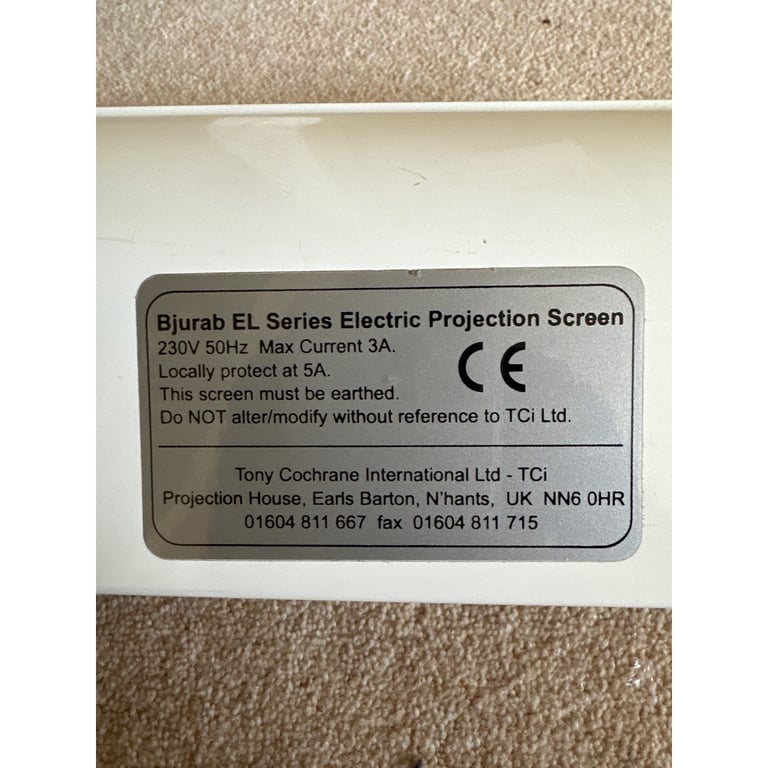 Bjurab EL Series Electric Projection Screen
230V 50Hz Max Current 3A.
Locally protect at 5A.
CE
This screen must be earthed.
Do NOT alter/modify without reference to TCi Ltd.
Tony Cochrane International Ltd - TCi
Projection House, Earls Barton, N'hants, UK NN6 0HR
01604 811 667 fax 01604 811 715